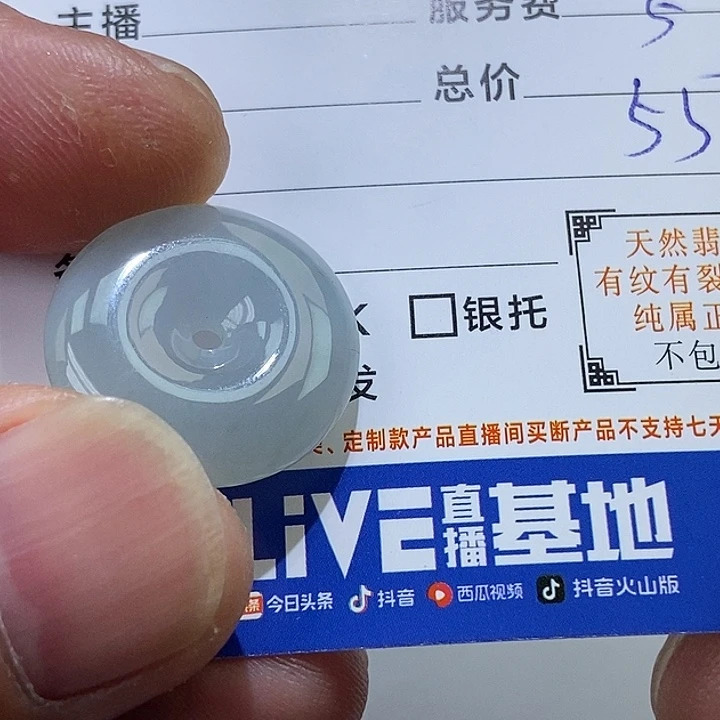 主播
服务费 5
总价 55
银托
天然翡
有纹有裂
纯属正
不包
发
、定制款产品直播间买断产品不支持七天
LiVE直播基地
今日头条 抖音 西瓜视频 抖音火山版